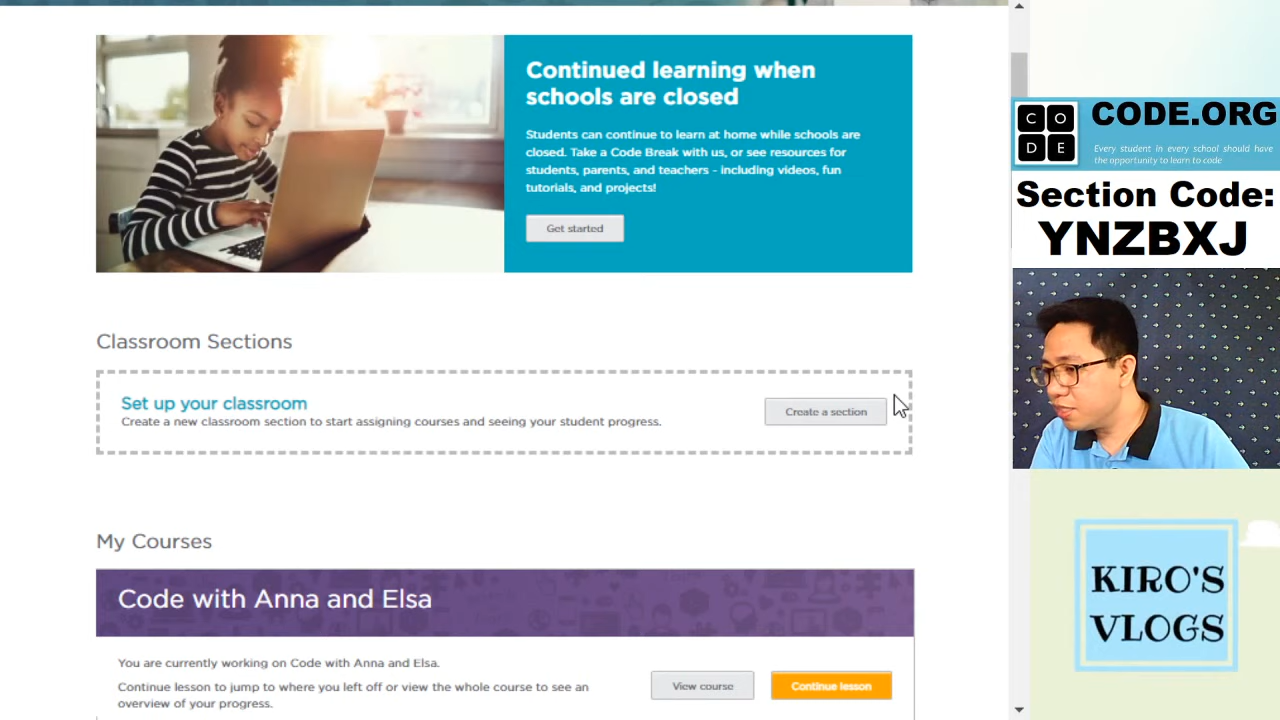 Continued learning when
schools are closed
Students can continue to learn at home while schools are
closed. Take a Code Break with us, or see resources for
students, parents, and teachers - including videos, fun
tutorials, and projects!
Get started
Classroom Sections
Set up your classroom
Create a new classroom section to start assigning courses and seeing your student progress.
Create a section
My Courses
Code with Anna and Elsa
You are currently working on Code with Anna and Elsa.
Continue lesson to jump to where you left off or view the whole course to see an
overview of your progress.
View course
Continue lesson
C O
D E
CODE.ORG
Every student in every school should have
the opportunity to learn to code
Section Code:
YNZBXJ
KIRO'S
VLOGS